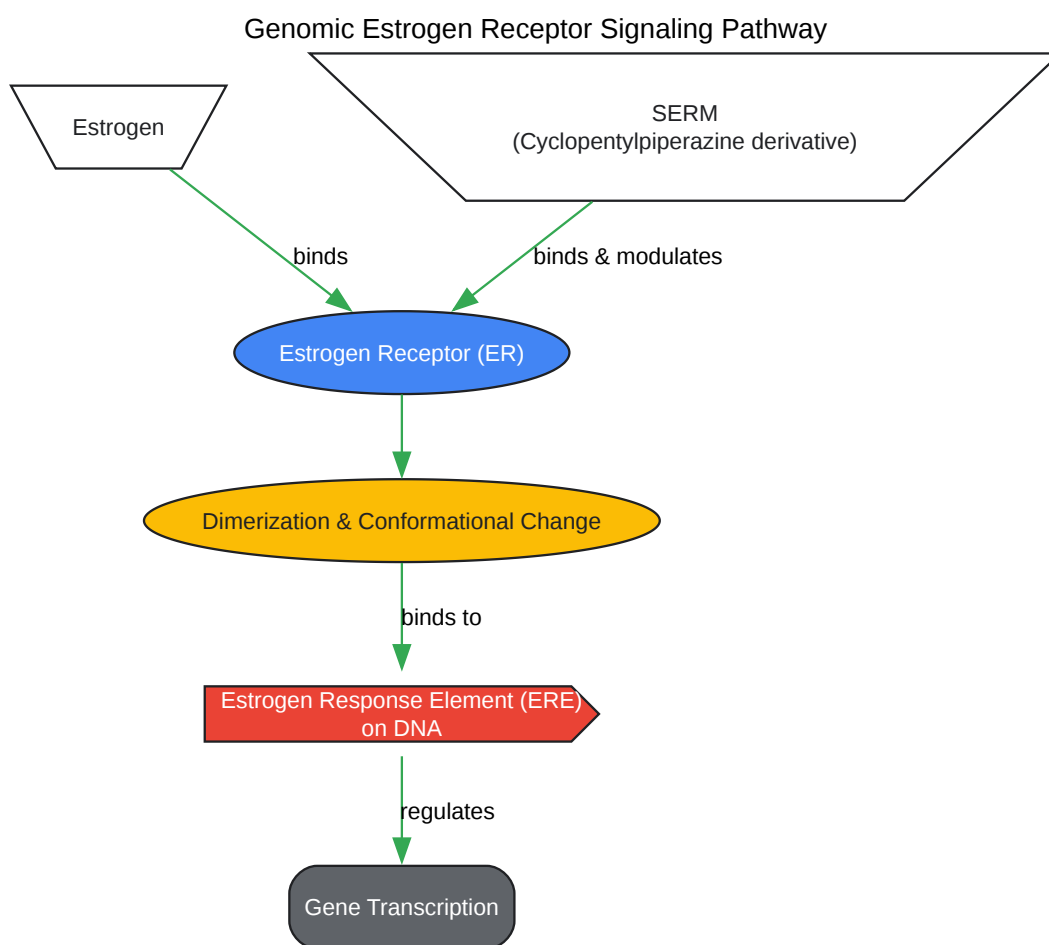 Genomic Estrogen Receptor Signaling Pathway
Estrogen
SERM
(Cyclopentylpiperazine derivative)
binds
binds & modulates
Estrogen Receptor (ER)
Dimerization & Conformational Change
binds to
Estrogen Response Element (ERE)
on DNA
regulates
Gene Transcription